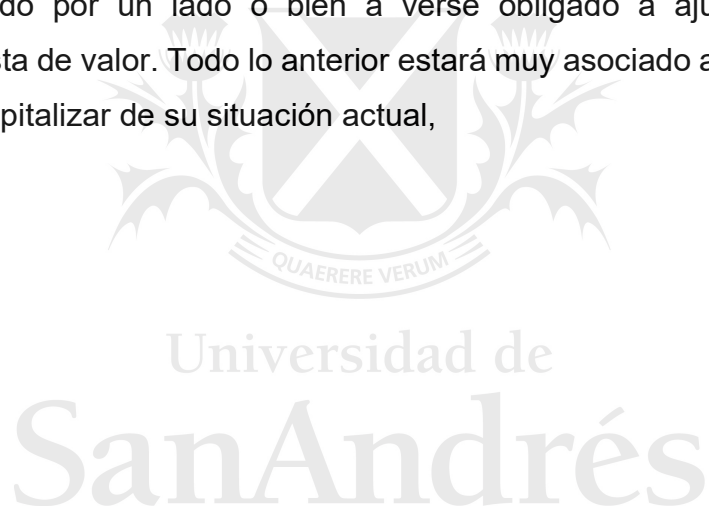 do por un lado o bien a verse obligado a aju
ta de valor. Todo lo anterior estará muy asociado a
pitalizar de su situación actual,
QUAERERE VERUM
Universidad de
SanAndrés